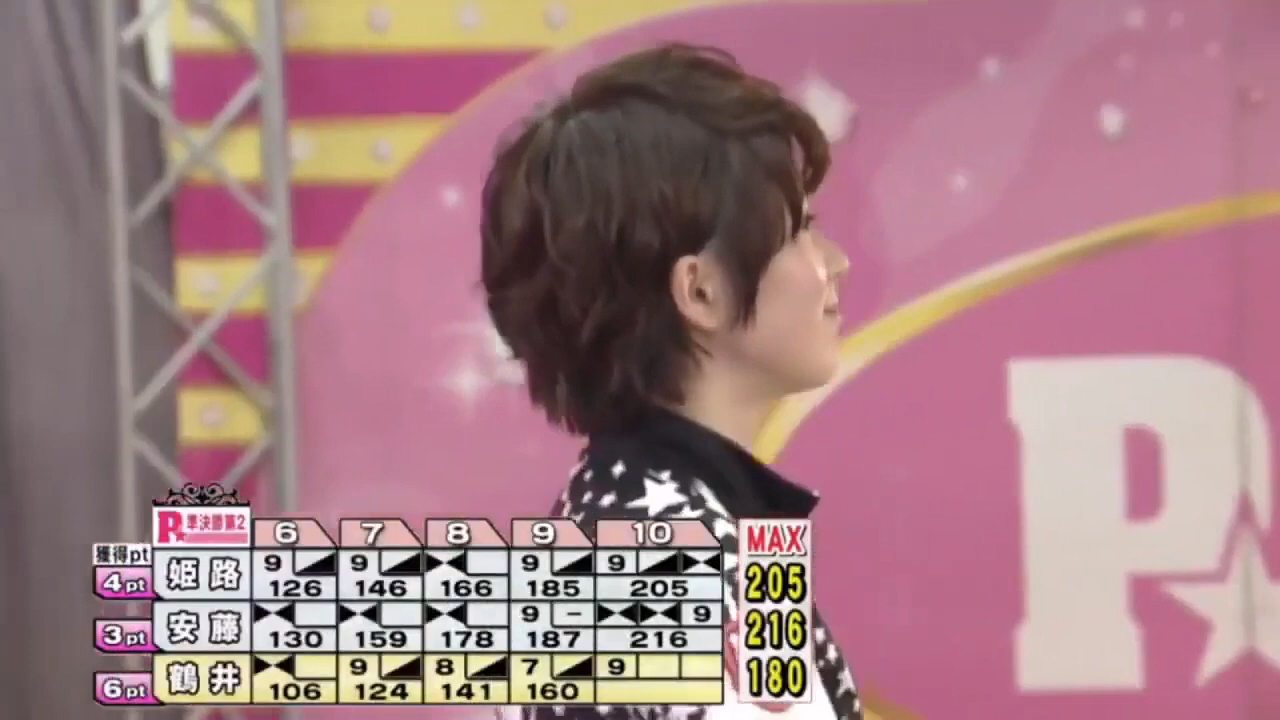 P
P★ 準決勝第2 6 7 8 9 10 MAX
獲得pt
4pt 姫路 9 9 9 9 205
126 146 166 185 205
3pt 安藤 9 - 9 216
130 159 178 187 216
6pt 鶴井 9 8 7 9 180
106 124 141 160